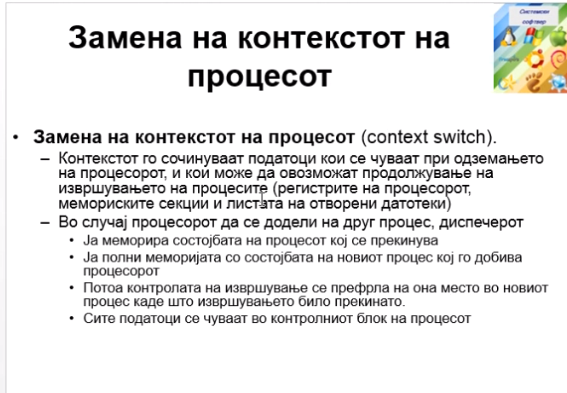 Замена на контекстот на
процесот
Системски
софтвер
• Замена на контекстот на процесот (context switch).
– Контекстот го сочинуваат податоци кои се чуваат при одземањето
на процесорот, и кои може да овозможат продолжување на
извршувањето на процесите (регистрите на процесорот,
мемориските секции и листата на отворени датотеки)
– Во случај процесорот да се додели на друг процес, диспечерот
• Ја меморира состојбата на процесот кој се прекинува
• Ја полни меморијата со состојбата на новиот процес кој го добива
процесорот
• Потоа контролата на извршување се префрла на она место во новиот
процес каде што извршувањето било прекинато.
• Сите податоци се чуваат во контролниот блок на процесот